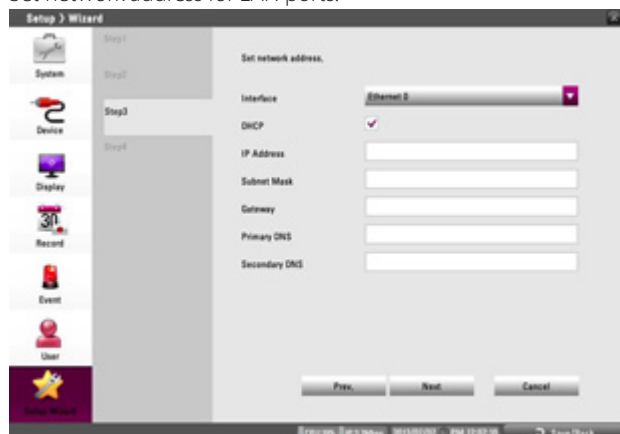 Set network address for LAN ports.
Setup > Wizard
System
Device
Display
Record
Event
User
Setup Wizard
Step1
Step2
Step3
Step4
Set network address.
Interface
Ethernet 0
DHCP
IP Address
Subnet Mask
Gateway
Primary DNS
Secondary DNS
Prev.
Next
Cancel
Save/Back